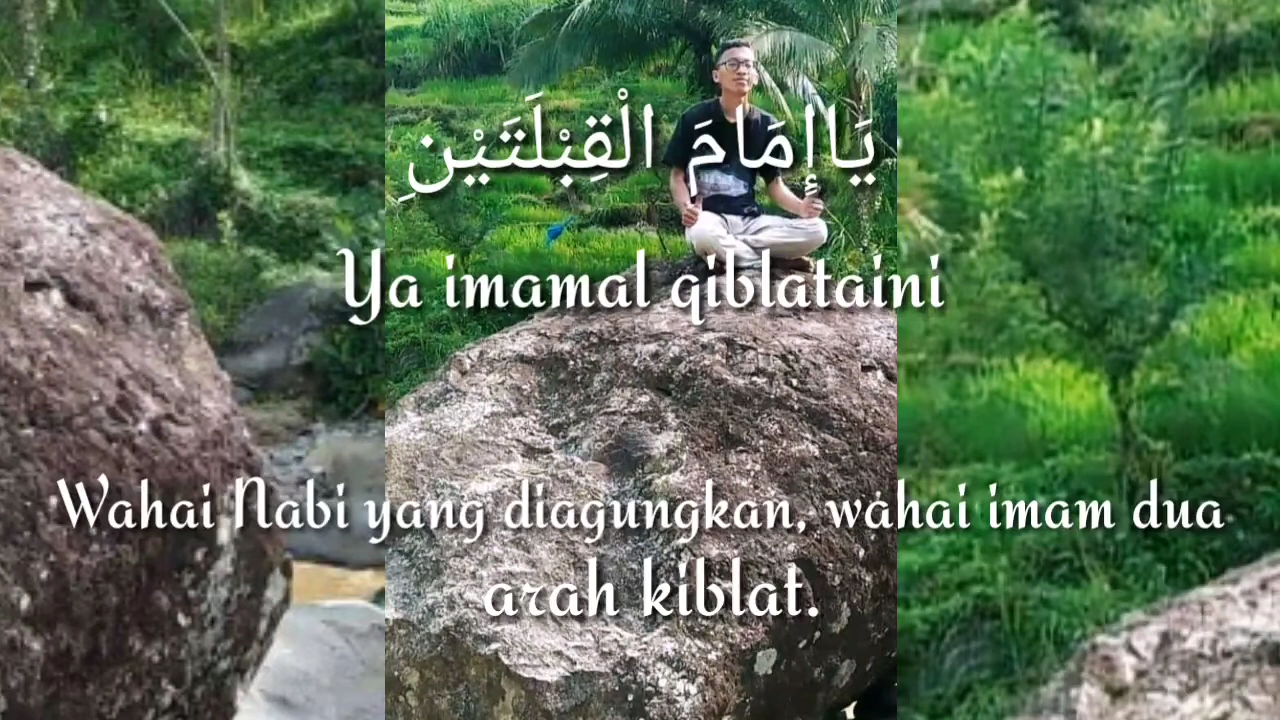 يَاإِمَامَ الْقِبْلَتَيْنِ
Ya imamal qiblataini
Wahai Nabi yang diagungkan, wahai imam dua
arah kiblat.